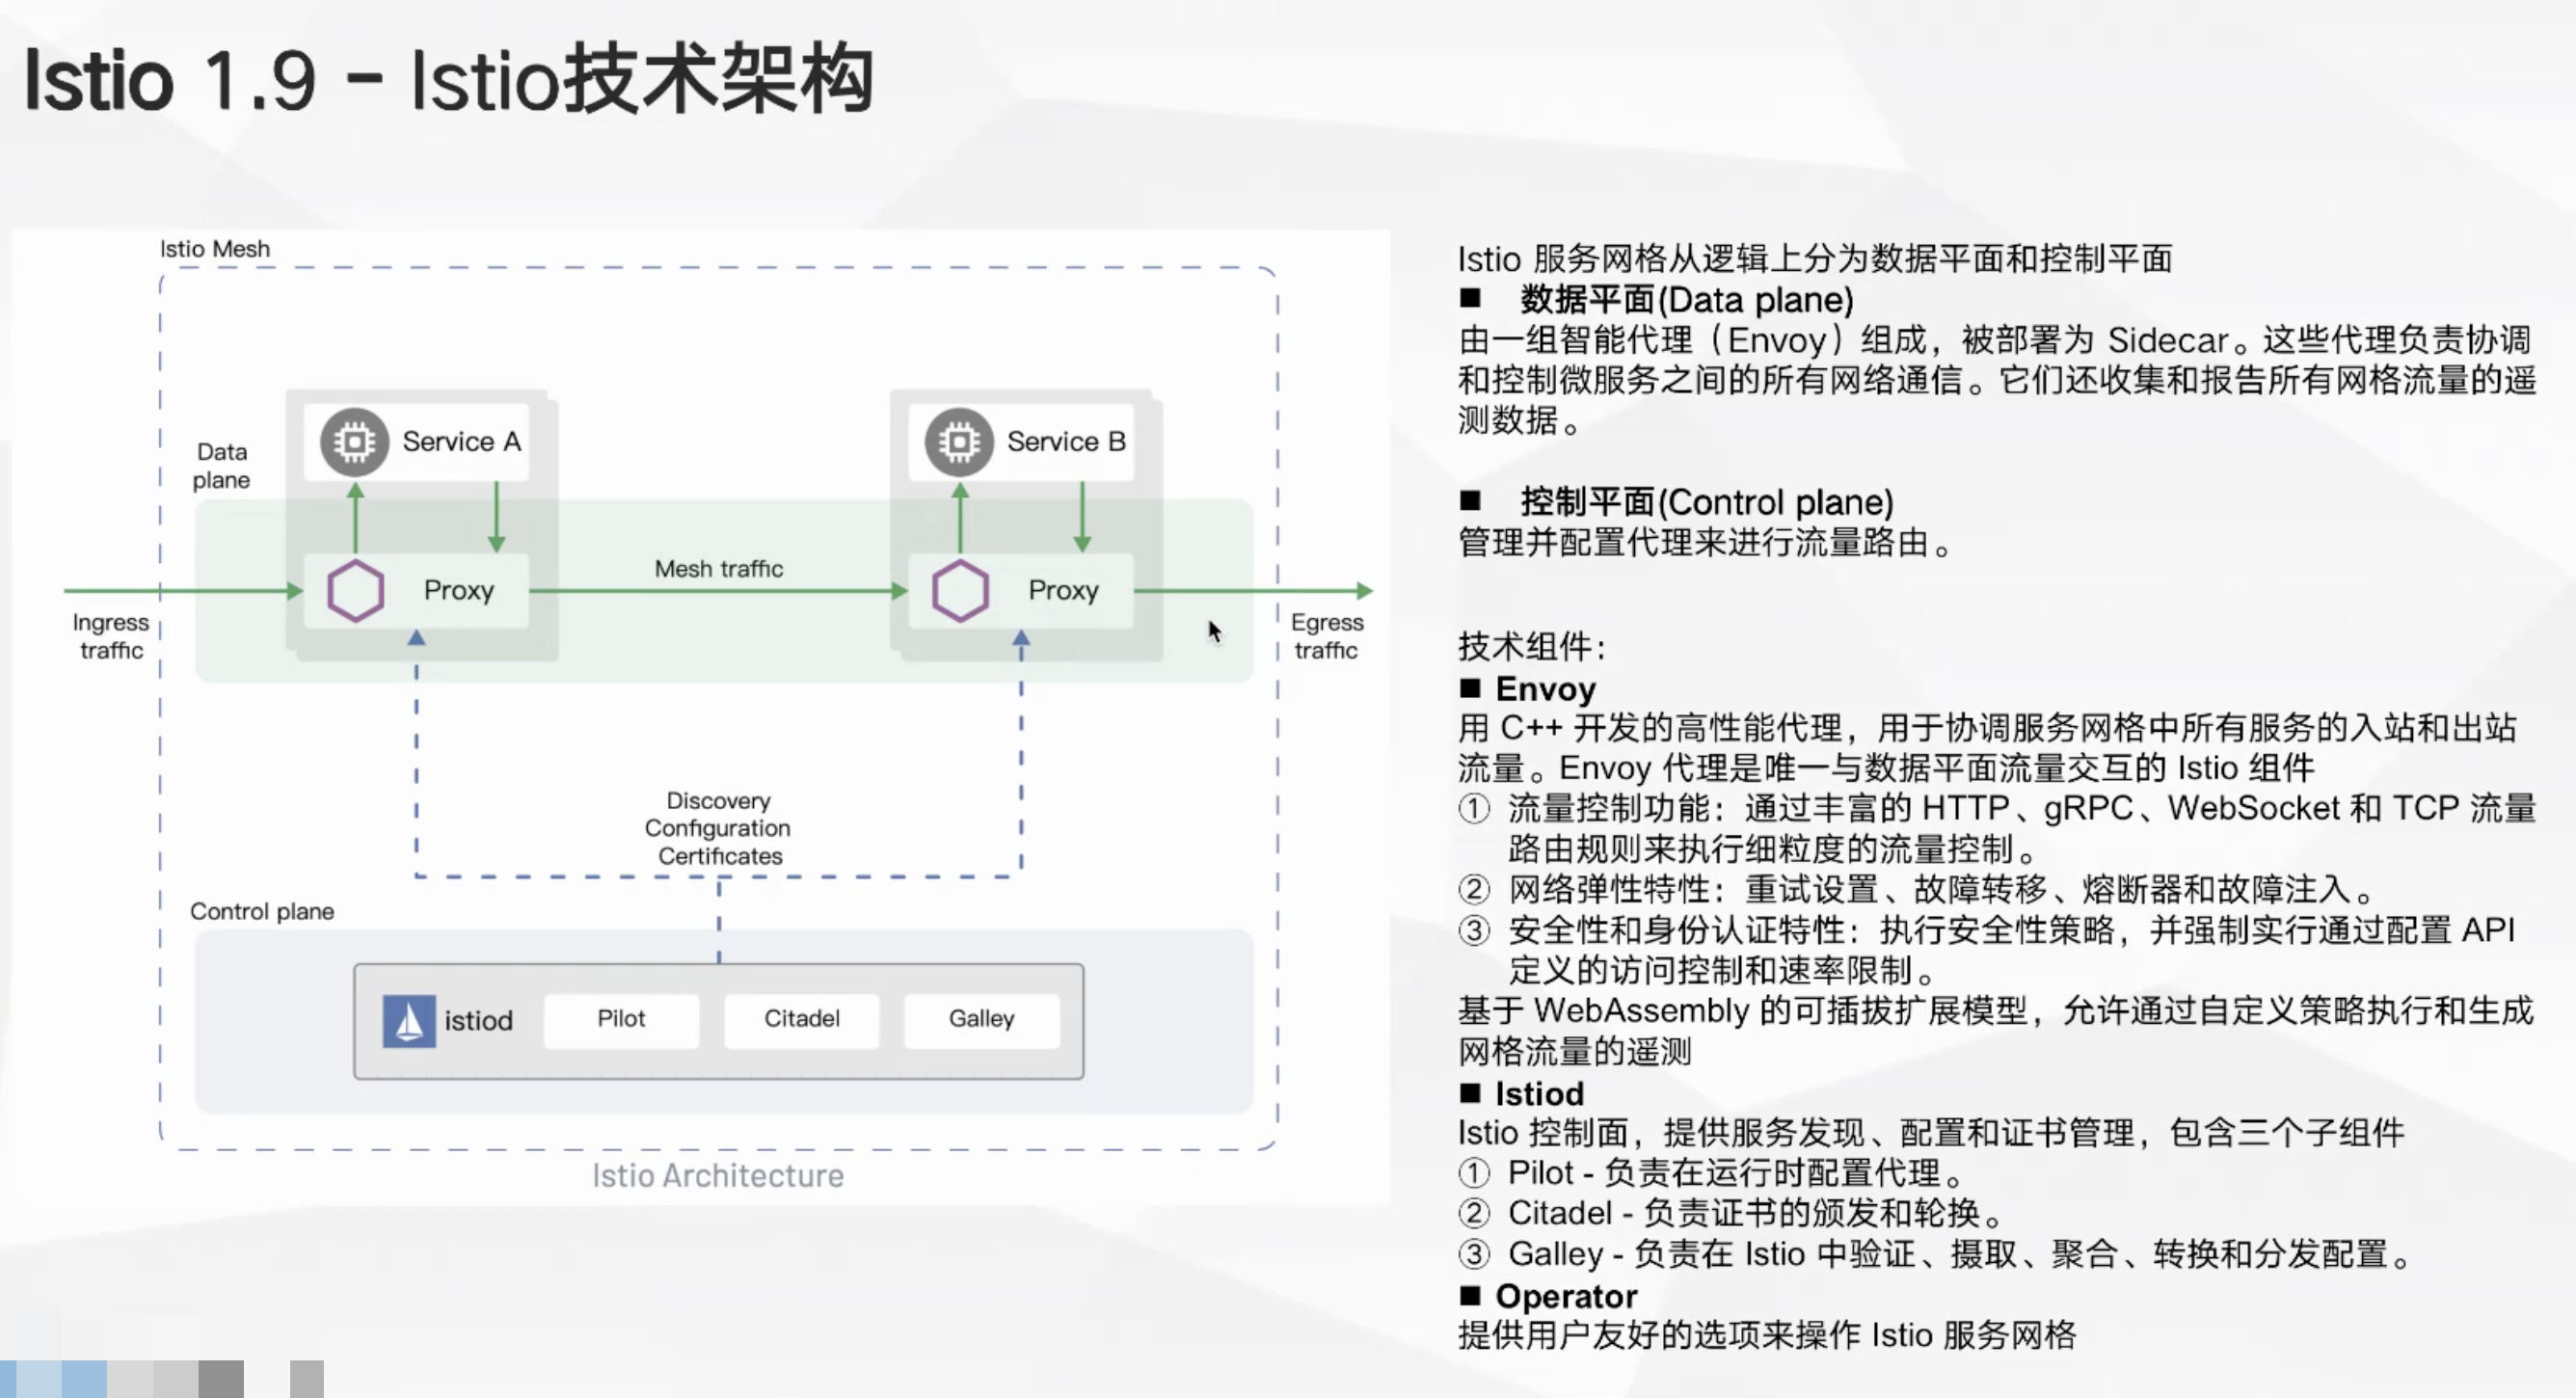 Istio 1.9 - Istio技术架构
Istio Mesh
Data
plane
Service A
Service B
Proxy
Mesh traffic
Proxy
Ingress
traffic
Egress
traffic
Discovery
Configuration
Certificates
Control plane
istiod
Pilot
Citadel
Galley
Istio Architecture
Istio 服务网格从逻辑上分为数据平面和控制平面
■ 数据平面(Data plane)
由一组智能代理（Envoy）组成，被部署为 Sidecar。这些代理负责协调
和控制微服务之间的所有网络通信。它们还收集和报告所有网格流量的遥
测数据。
■ 控制平面(Control plane)
管理并配置代理来进行流量路由。
技术组件：
■ Envoy
用 C++ 开发的高性能代理，用于协调服务网格中所有服务的入站和出站
流量。Envoy 代理是唯一与数据平面流量交互的 Istio 组件
① 流量控制功能：通过丰富的 HTTP、gRPC、WebSocket 和 TCP 流量
路由规则来执行细粒度的流量控制。
② 网络弹性特性：重试设置、故障转移、熔断器和故障注入。
③ 安全性和身份认证特性：执行安全性策略，并强制实行通过配置 API
定义的访问控制和速率限制。
基于 WebAssembly 的可插拔扩展模型，允许通过自定义策略执行和生成
网格流量的遥测
■ Istiod
Istio 控制面，提供服务发现、配置和证书管理，包含三个子组件
① Pilot - 负责在运行时配置代理。
② Citadel - 负责证书的颁发和轮换。
③ Galley - 负责在 Istio 中验证、摄取、聚合、转换和分发配置。
■ Operator
提供用户友好的选项来操作 Istio 服务网格